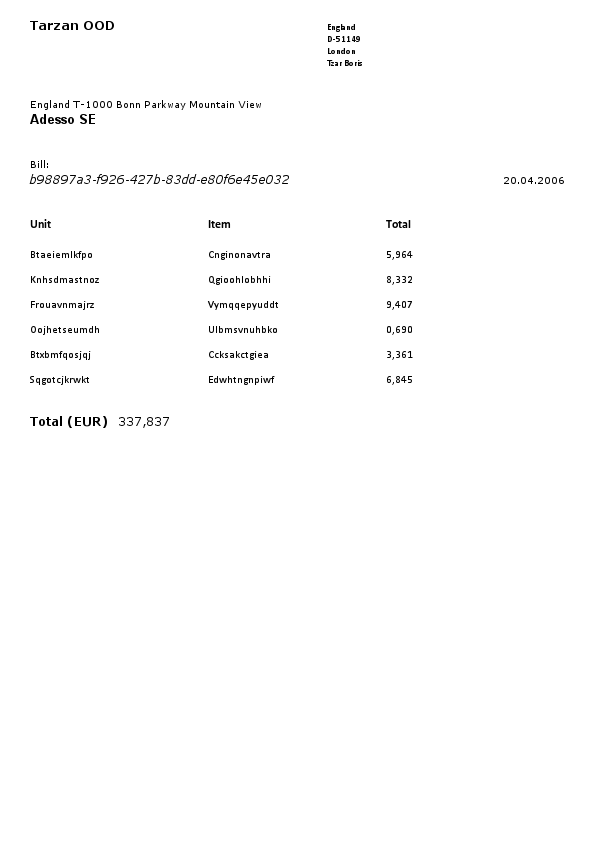 Tarzan OOD
England
D-51149
London
Tzar Boris
England T-1000 Bonn Parkway Mountain View
Adesso SE
Bill:
b98897a3-f926-427b-83dd-e80f6e45e032 20.04.2006
Unit Item Total
Btaeiemlkfpo Cnginonavtra 5,964
Knhsdmastnoz Qgioohlobhhi 8,332
Frouavnmajrz Vymqqepyuddt 9,407
Oojhetseumdh Ulbmsvnuhbko 0,690
Btxbmfqosjqj Ccksakctgiea 3,361
Sqgotcjkrwkt Edwhtngnpiwf 6,845
Total (EUR) 337,837